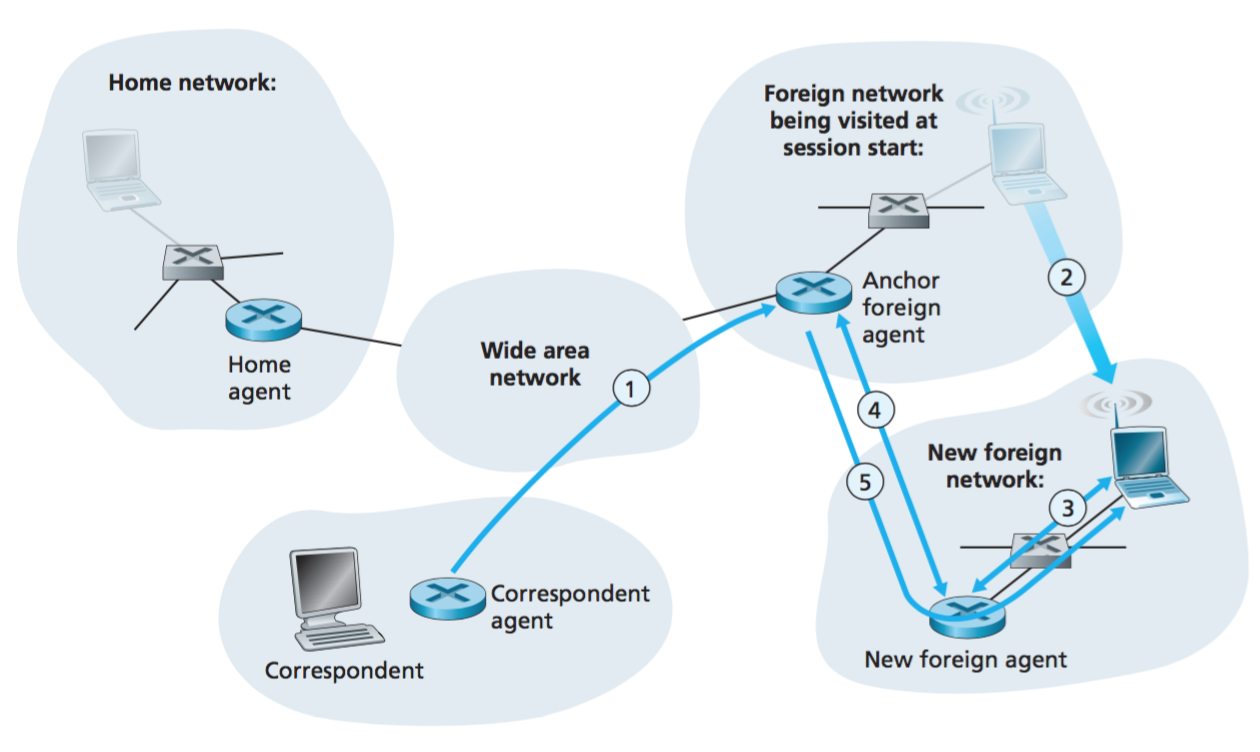 Home network:
Home
agent
Wide area
network
1
Correspondent
Correspondent
agent
Foreign network
being visited at
session start:
Anchor
foreign
agent
2
4
5
New foreign
network:
3
New foreign agent